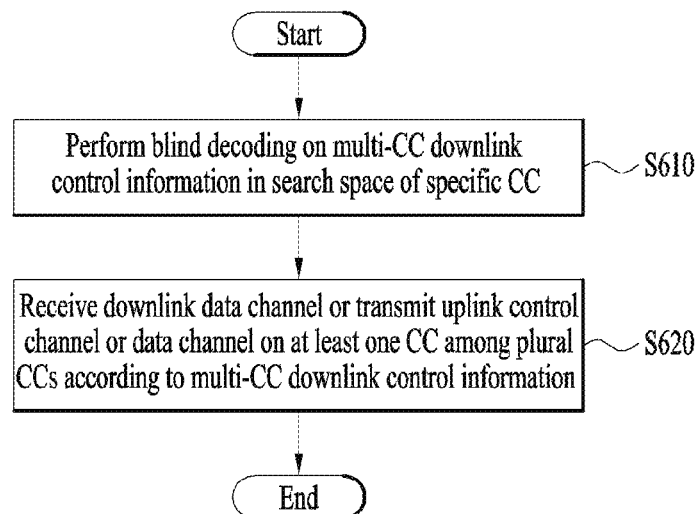 Start
Perform blind decoding on multi-CC downlink
control information in search space of specific CC
S610
Receive downlink data channel or transmit uplink control
channel or data channel on at least one CC among plural
CCs according to multi-CC downlink control information
S620
End